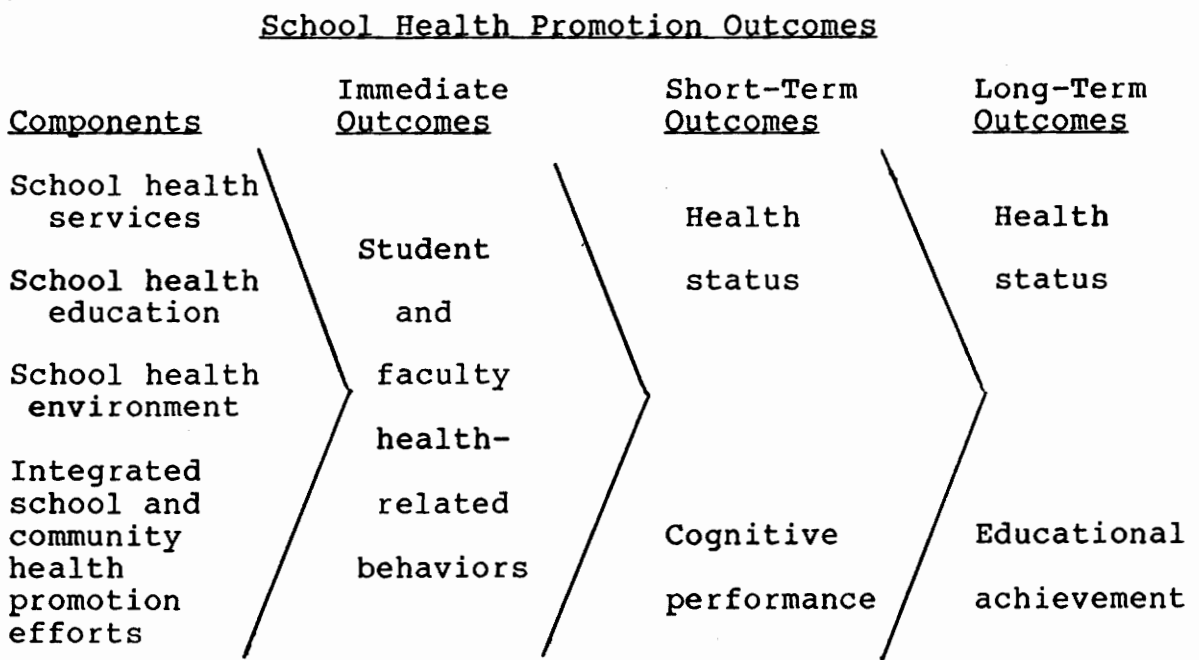 School Health Promotion Outcomes
Components
School health
services
School health
education
School health
environment
Integrated
school and
community
health
promotion
efforts
Immediate
Outcomes
Student
and
faculty
health-
related
behaviors
Short-Term
Outcomes
Health
status
Cognitive
performance
Long-Term
Outcomes
Health
status
Educational
achievement